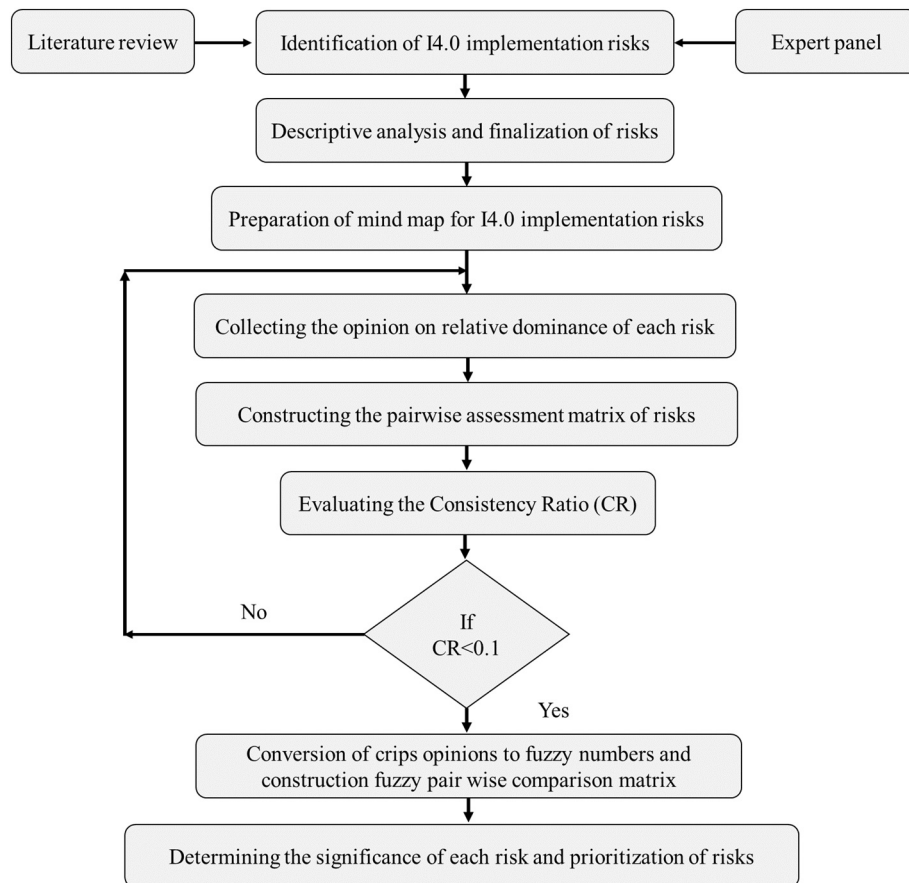 Literature review
Identification of I4.0 implementation risks
Expert panel
Descriptive analysis and finalization of risks
Preparation of mind map for I4.0 implementation risks
Collecting the opinion on relative dominance of each risk
Constructing the pairwise assessment matrix of risks
Evaluating the Consistency Ratio (CR)
No
If
CR<0.1
Yes
Conversion of crips opinions to fuzzy numbers and
construction fuzzy pair wise comparison matrix
Determining the significance of each risk and prioritization of risks